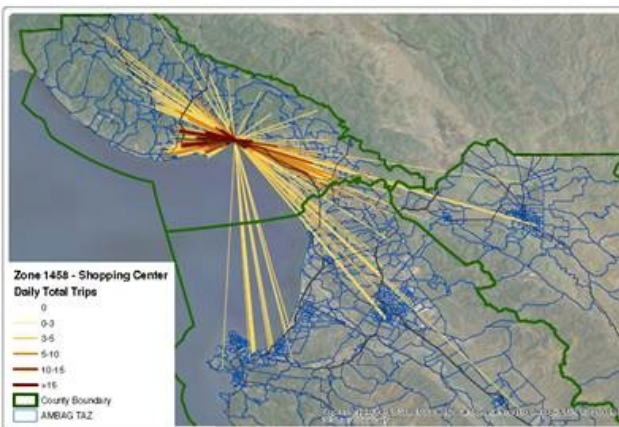 Zone 1458 - Shopping Center
Daily Total Trips
0
0-3
3-5
5-10
10-15
>15
County Boundary
AMBAG TAZ